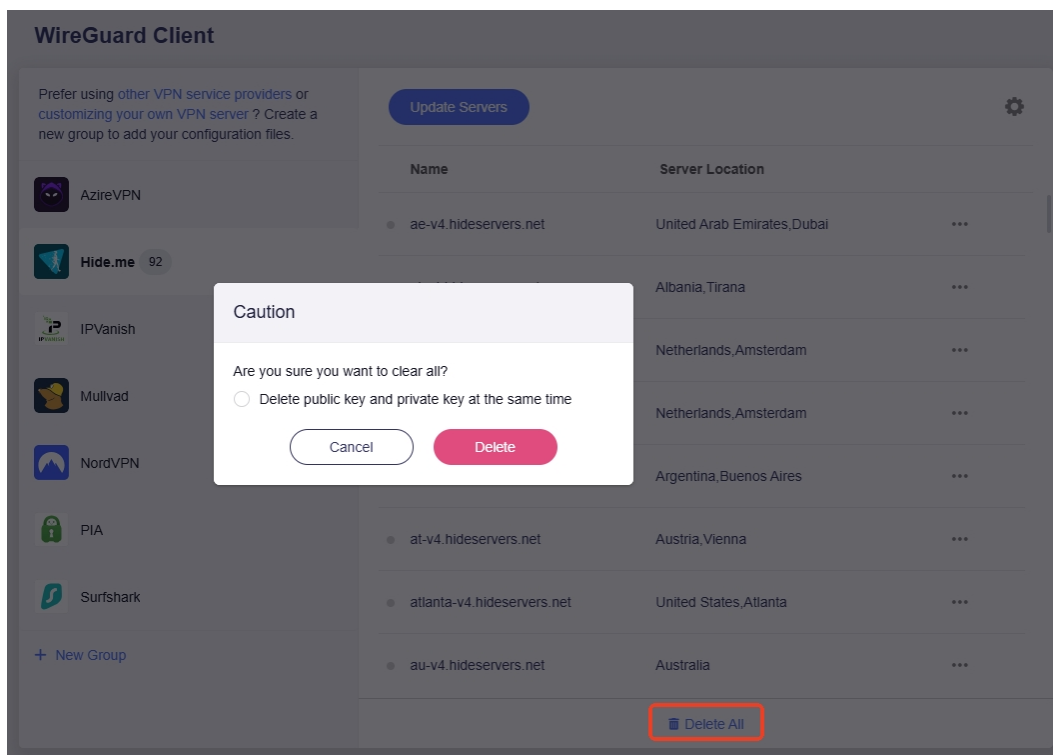 WireGuard Client
Prefer using other VPN service providers or
customizing your own VPN server ? Create a
new group to add your configuration files.
AzireVPN
Hide.me 92
IPVanish
Mullvad
NordVPN
PIA
Surfshark
+ New Group
Update Servers
Name Server Location
ae-v4.hideservers.net United Arab Emirates,Dubai
Albania,Tirana
Netherlands,Amsterdam
Netherlands,Amsterdam
Argentina,Buenos Aires
at-v4.hideservers.net Austria,Vienna
atlanta-v4.hideservers.net United States,Atlanta
au-v4.hideservers.net Australia
Delete All
Caution
Are you sure you want to clear all?
Delete public key and private key at the same time
Cancel Delete